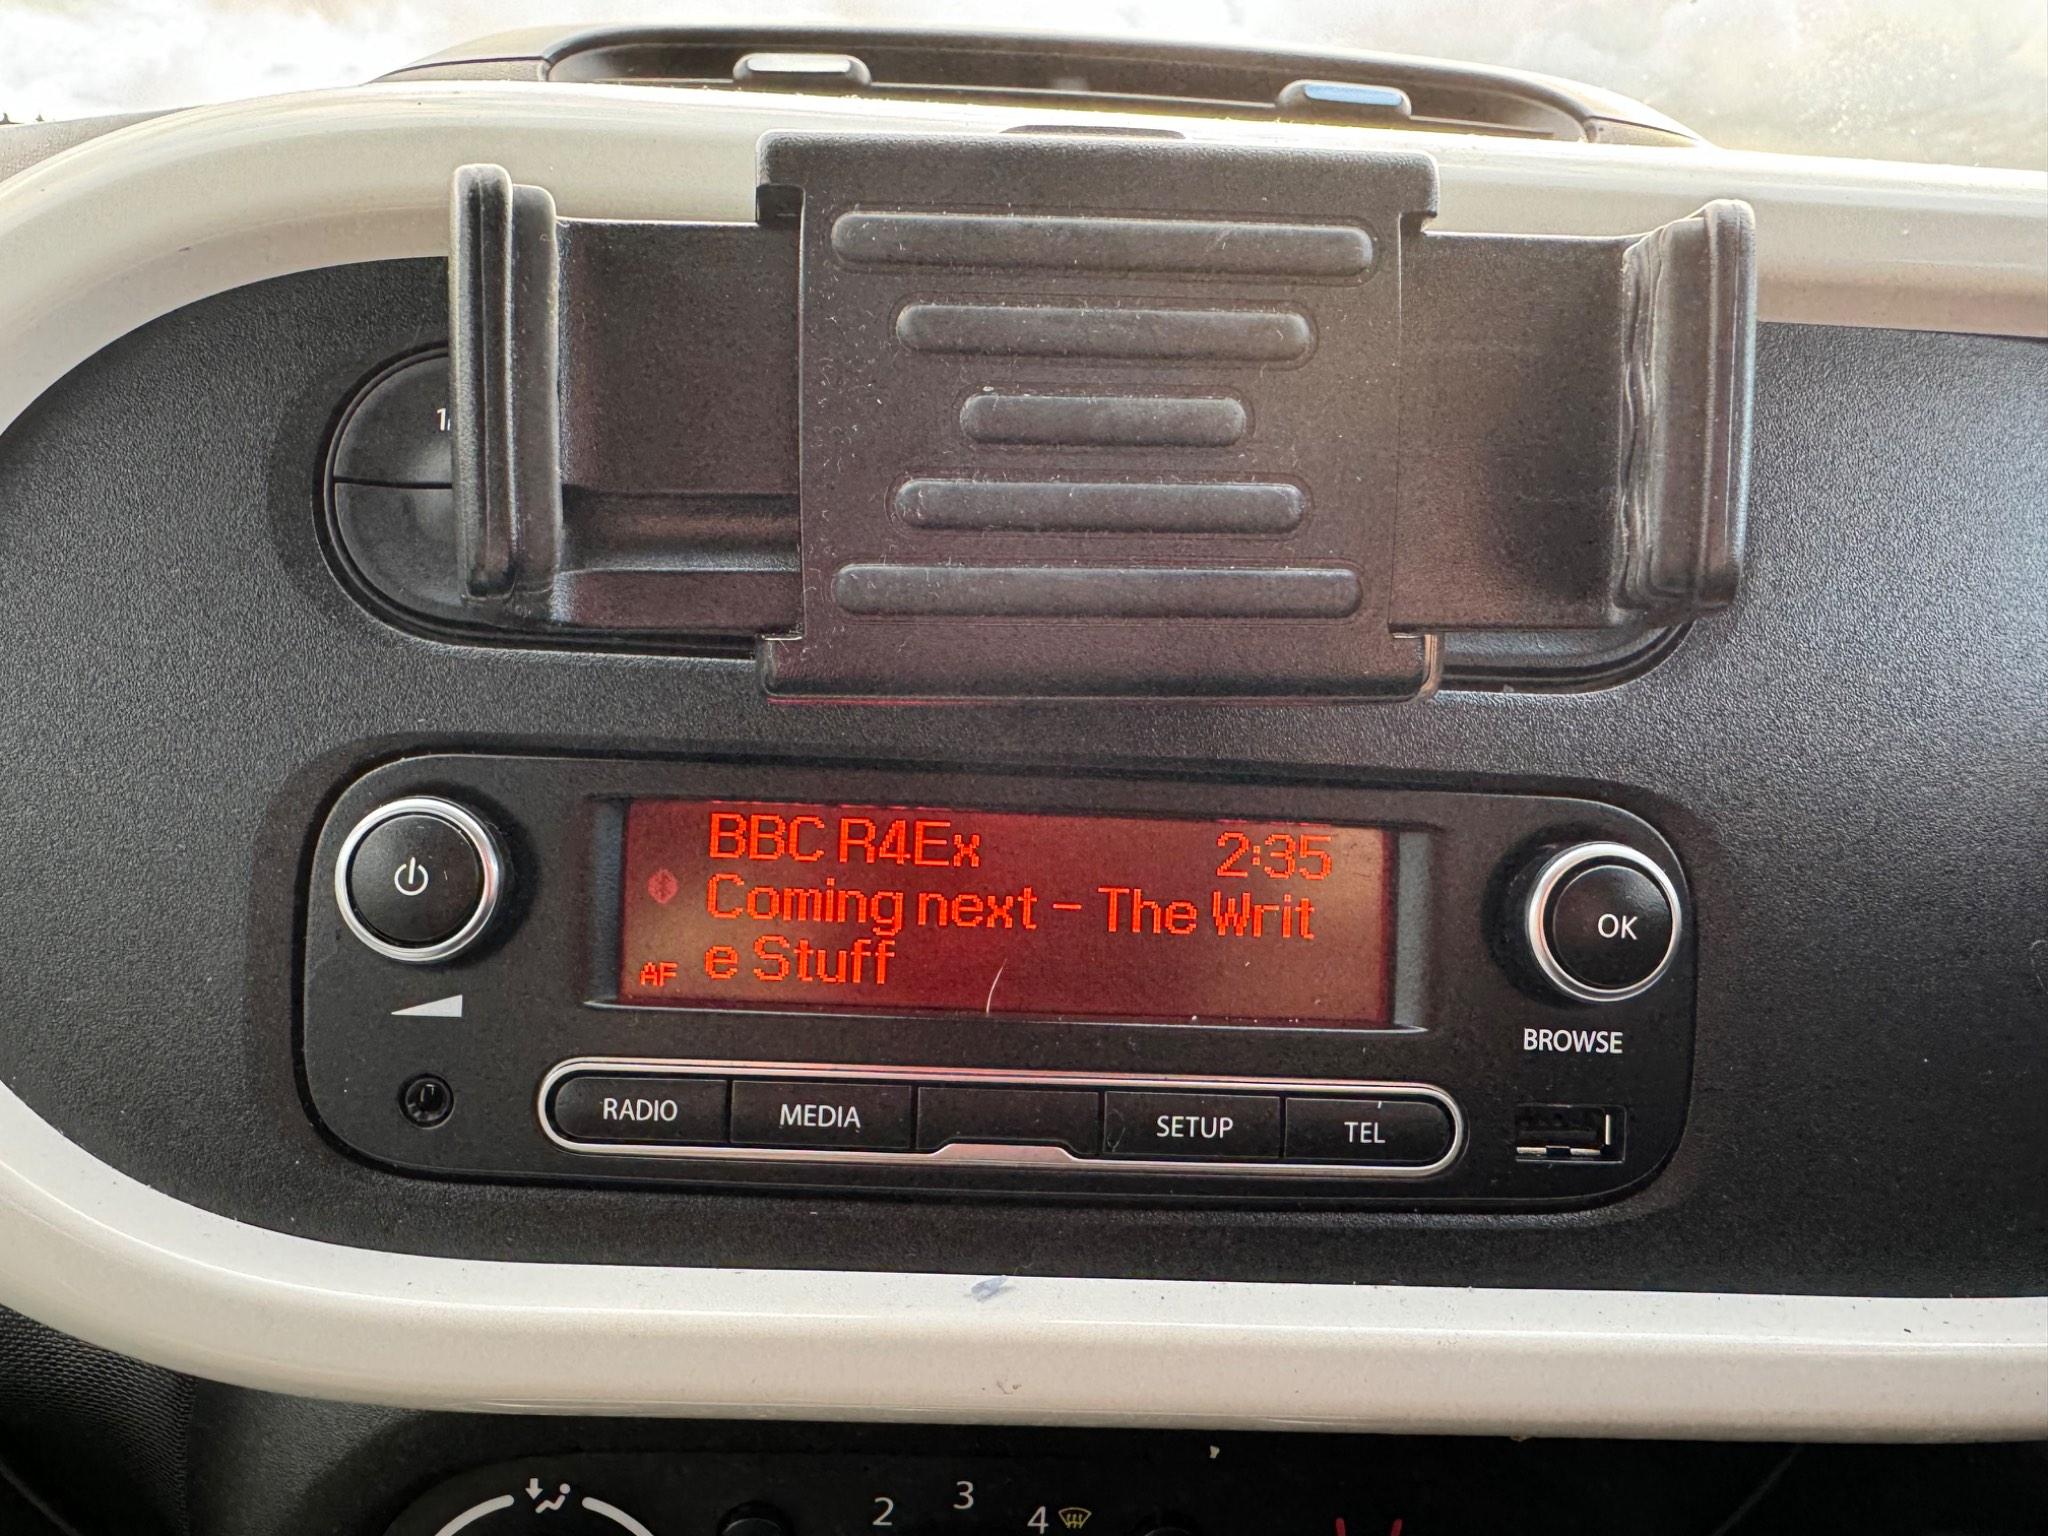 BBC R4Ex 2:35
Coming next - The Writ
e Stuff
AF
OK
BROWSE
RADIO MEDIA SETUP TEL
2 3 4